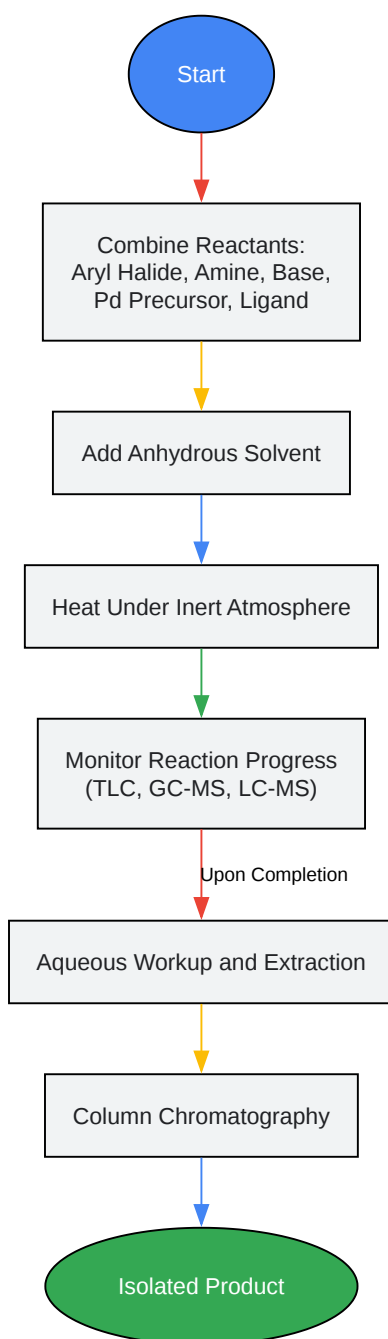 Start
Combine Reactants:
Aryl Halide, Amine, Base,
Pd Precursor, Ligand
Add Anhydrous Solvent
Heat Under Inert Atmosphere
Monitor Reaction Progress
(TLC, GC-MS, LC-MS)
Upon Completion
Aqueous Workup and Extraction
Column Chromatography
Isolated Product